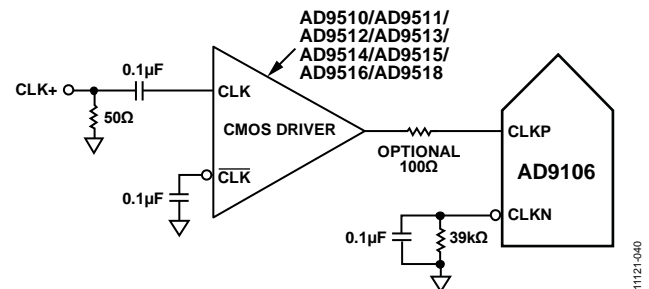 AD9510/AD9511/
AD9512/AD9513/
AD9514/AD9515/
AD9516/AD9518
0.1µF
CLK+
CLK
50Ω
CMOS DRIVER
CLKP
OPTIONAL
100Ω
AD9106
CLK
0.1µF
CLKN
0.1µF
39kΩ
11121-040